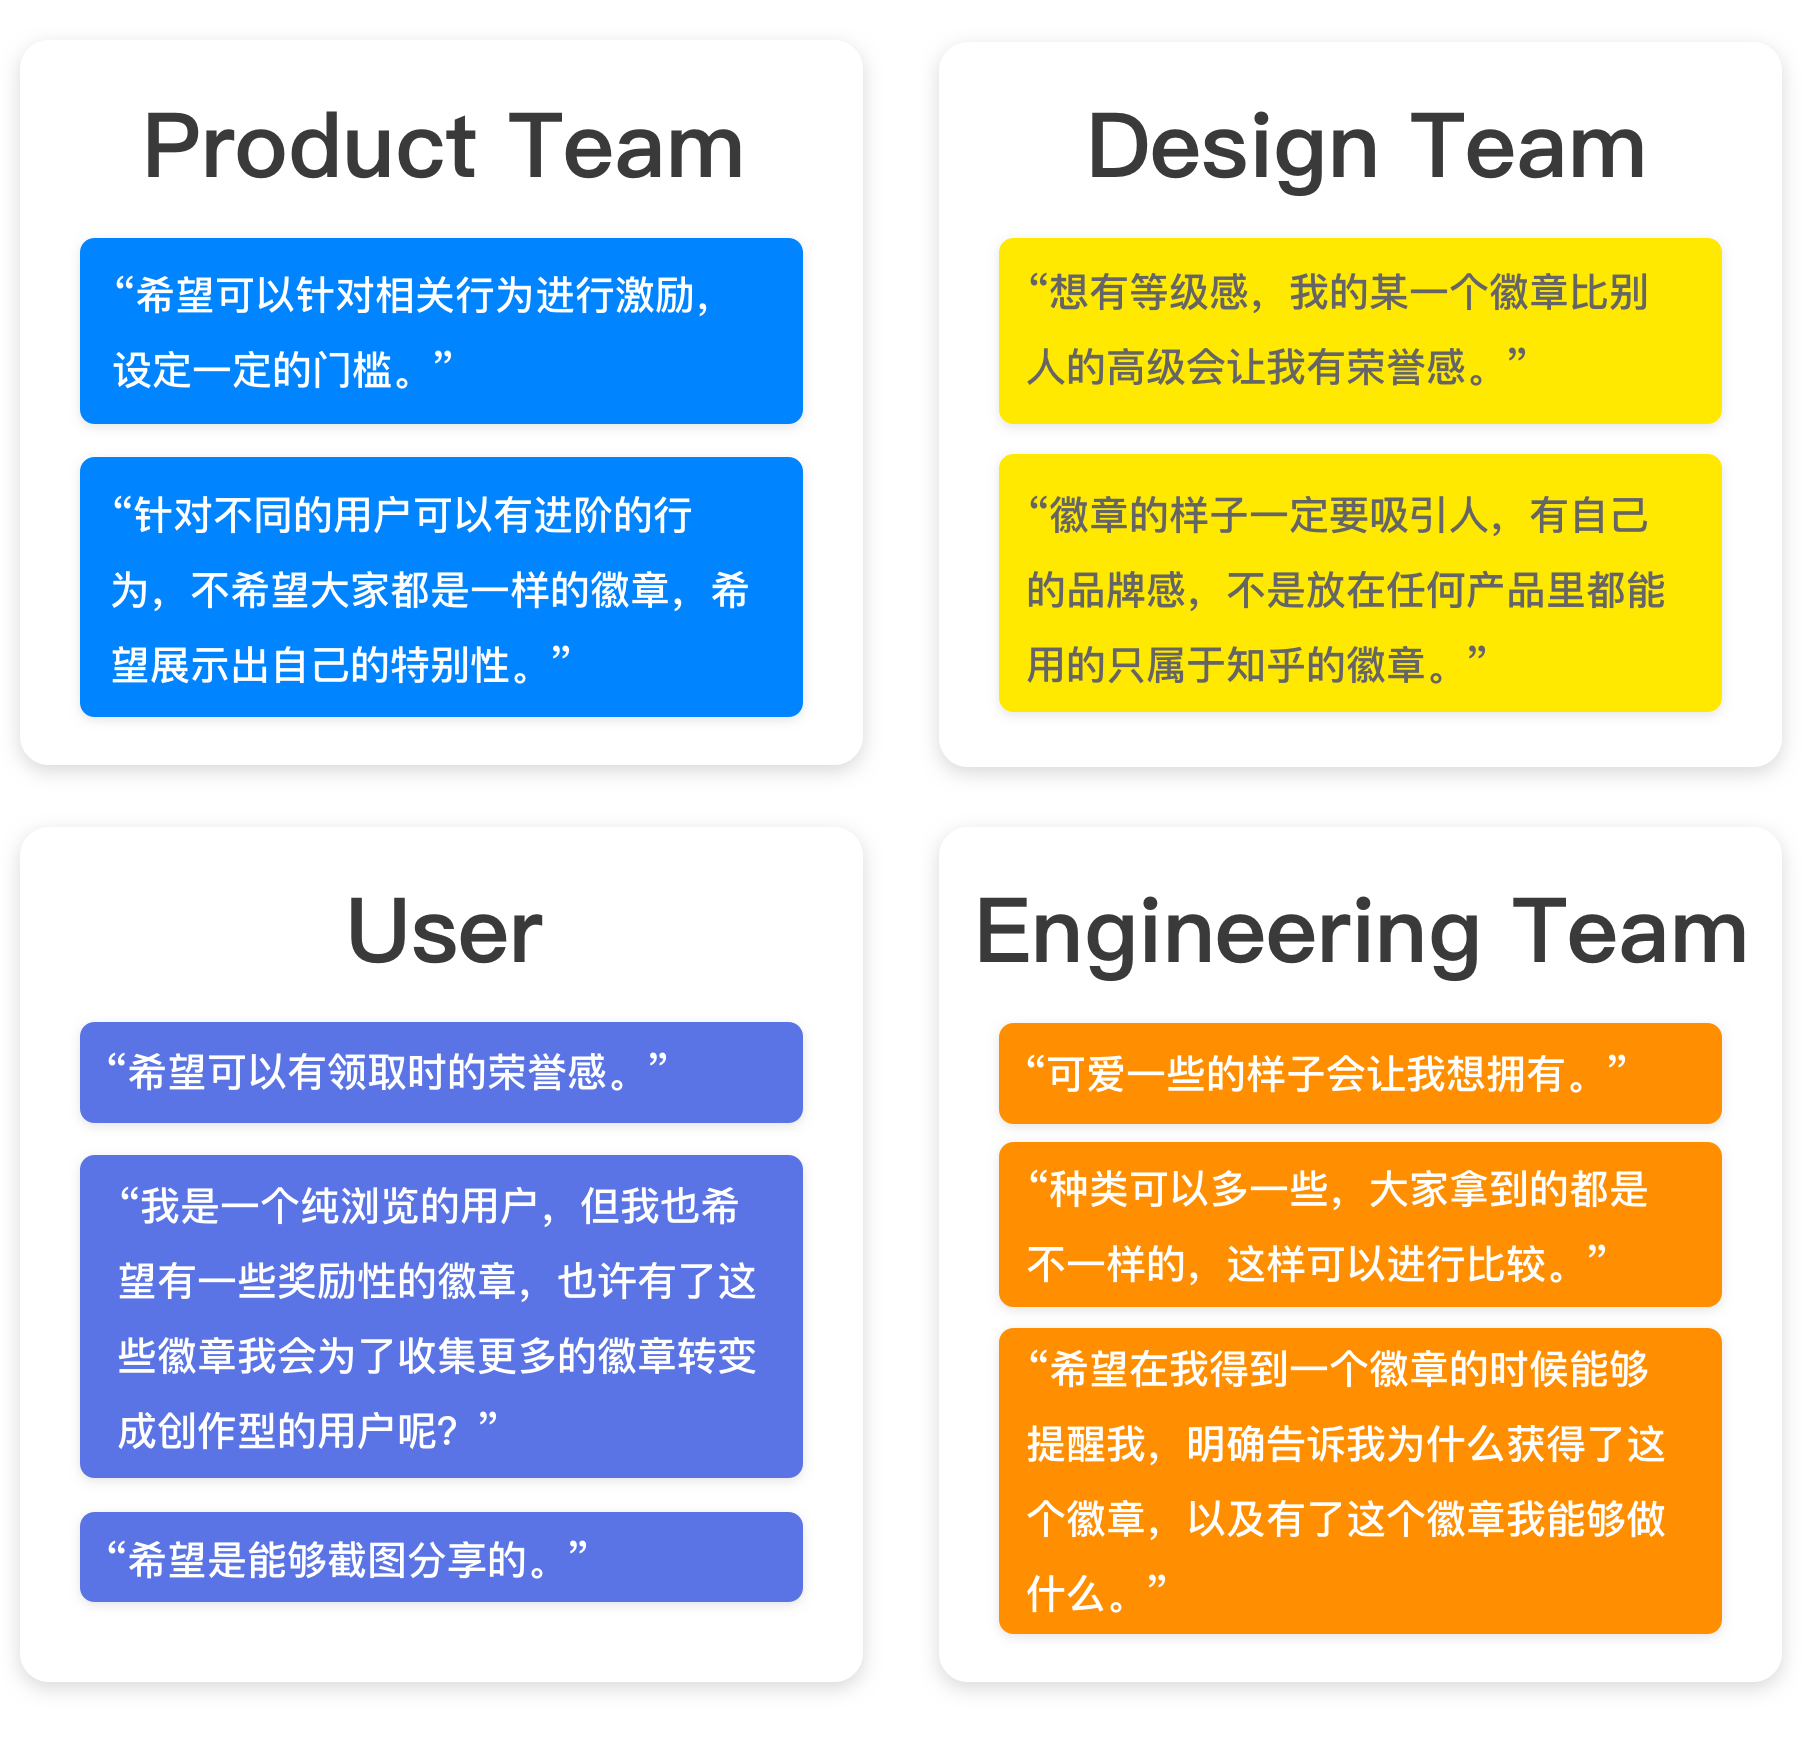 Product Team
“希望可以针对相关行为进行激励，
设定一定的门槛。”
“针对不同的用户可以有进阶的行
为，不希望大家都是一样的徽章，希
望展示出自己的特别性。”
Design Team
“想有等级感，我的某一个徽章比别
人的高级会让我有荣誉感。”
“徽章的样子一定要吸引人，有自己
的品牌感，不是放在任何产品里都能
用的只属于知乎的徽章。”
User
“希望可以有领取时的荣誉感。”
“我是一个纯浏览的用户，但我也希
望有一些奖励性的徽章，也许有了这
些徽章我会为了收集更多的徽章转变
成创作型的用户呢？”
“希望是能够截图分享的。”
Engineering Team
“可爱一些的样子会让我想拥有。”
“种类可以多一些，大家拿到的都是
不一样的，这样可以进行比较。”
“希望在我得到一个徽章的时候能够
提醒我，明确告诉我为什么获得了这
个徽章，以及有了这个徽章我能够做
什么。”